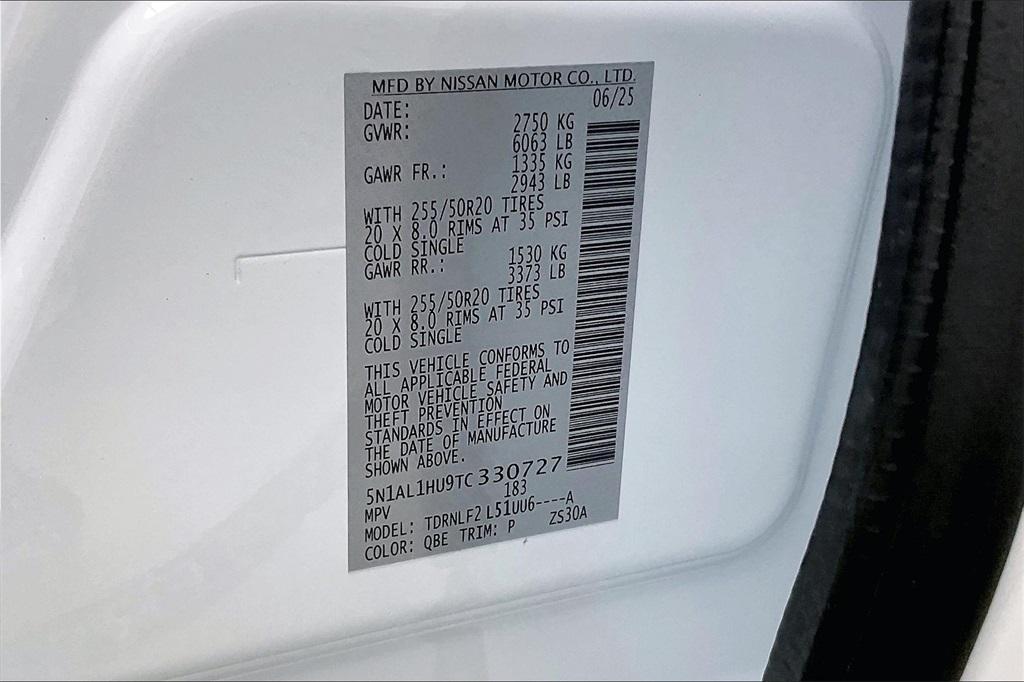 MFD BY NISSAN MOTOR CO., LTD.
DATE: 06/25
GVWR: 2750 KG
6063 LB
GAWR FR.: 1335 KG
2943 LB
WITH 255/50R20 TIRES
20 X 8.0 RIMS AT 35 PSI
COLD SINGLE
GAWR RR.: 1530 KG
3373 LB
WITH 255/50R20 TIRES
20 X 8.0 RIMS AT 35 PSI
COLD SINGLE
THIS VEHICLE CONFORMS TO
ALL APPLICABLE FEDERAL
MOTOR VEHICLE SAFETY AND
THEFT PREVENTION
STANDARDS IN EFFECT ON
THE DATE OF MANUFACTURE
SHOWN ABOVE.
5N1AL1HU9TC330727
MPV 183
MODEL: TDRNLF2 L51UU6----A
COLOR: QBE TRIM: P ZS30A